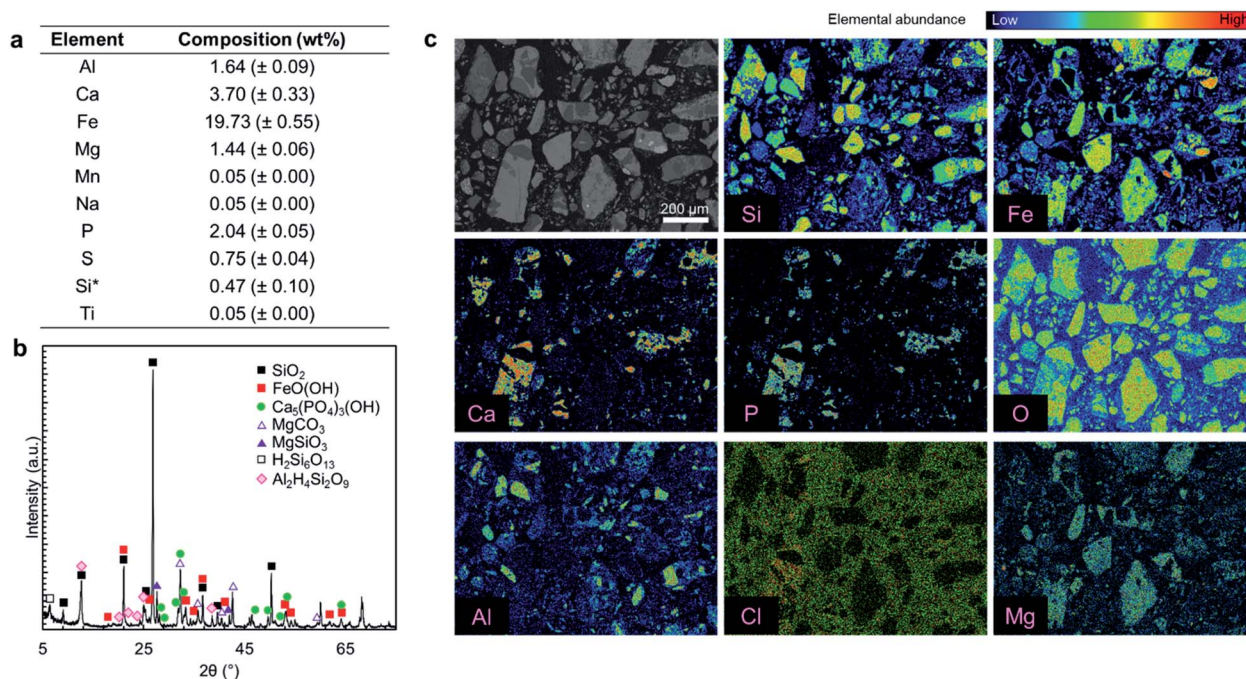 Elemental abundance Low High
a
Element Composition (wt%)
Al 1.64 (± 0.09)
Ca 3.70 (± 0.33)
Fe 19.73 (± 0.55)
Mg 1.44 (± 0.06)
Mn 0.05 (± 0.00)
Na 0.05 (± 0.00)
P 2.04 (± 0.05)
S 0.75 (± 0.04)
Si* 0.47 (± 0.10)
Ti 0.05 (± 0.00)
b
SiO₂
FeO(OH)
Ca₅(PO₄)₃(OH)
MgCO₃
MgSiO₃
H₂Si₆O₁₃
Al₂H₄Si₂O₉
Intensity (a.u.)
5 25 45 65
2θ (°)
c
200 µm
Si
Fe
Ca
P
O
Al
Cl
Mg